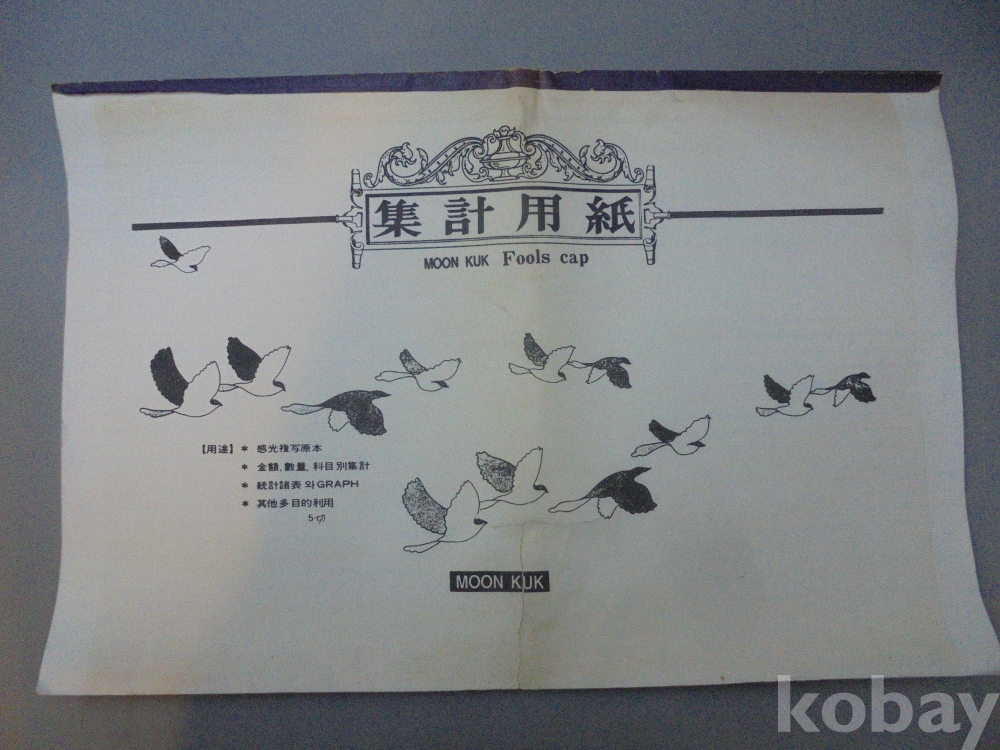 集計用紙
MOON KUK Fools cap
【用途】 * 感光複写原本
* 金額, 數量, 科目別集計
* 統計諸表 와 GRAPH
* 其他多目的利用
5切
MOON KUK
kobay